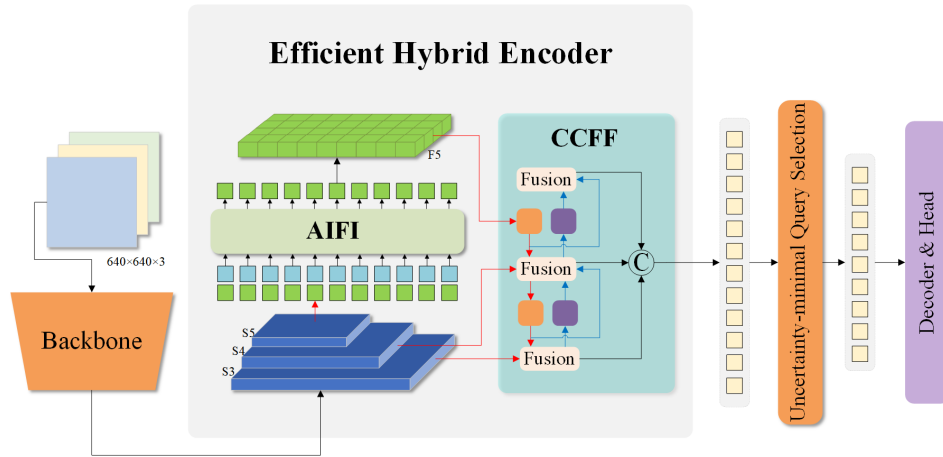 Efficient Hybrid Encoder
640×640×3
Backbone
F5
AIFI
S5
S4
S3
CCFF
Fusion
Fusion
Fusion
C
Uncertainty-minimal Query Selection
Decoder & Head